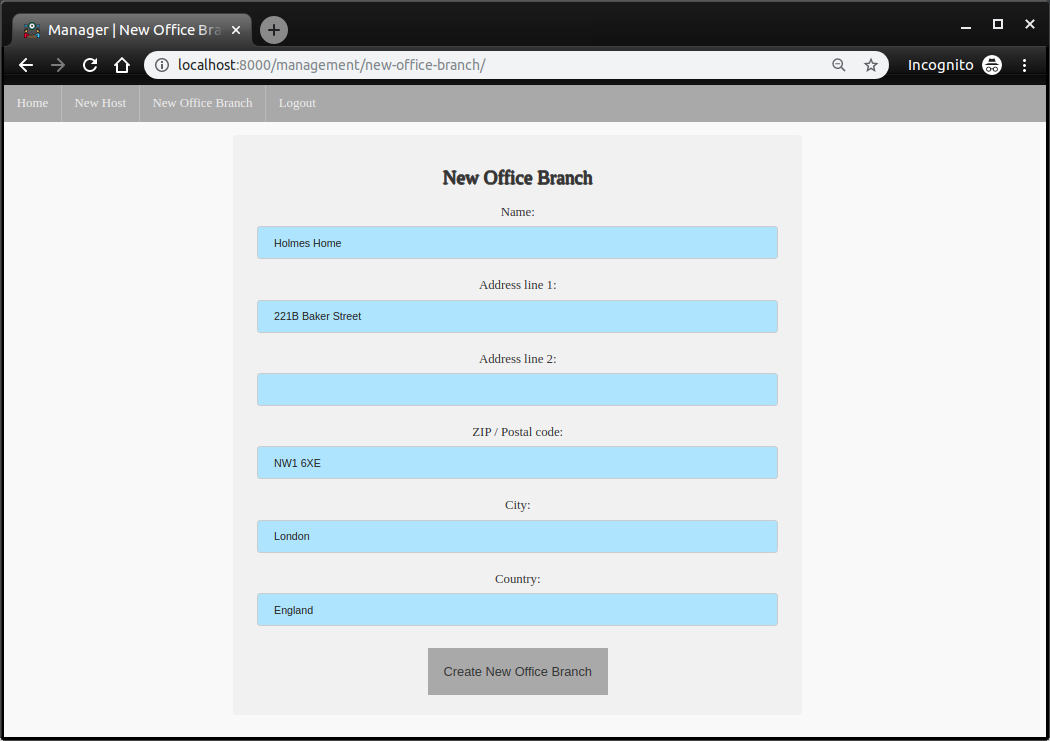 Manager | New Office Bra
localhost:8000/management/new-office-branch/
Incognito
Home New Host New Office Branch Logout
New Office Branch
Name:
Holmes Home
Address line 1:
221B Baker Street
Address line 2:
ZIP / Postal code:
NW1 6XE
City:
London
Country:
England
Create New Office Branch